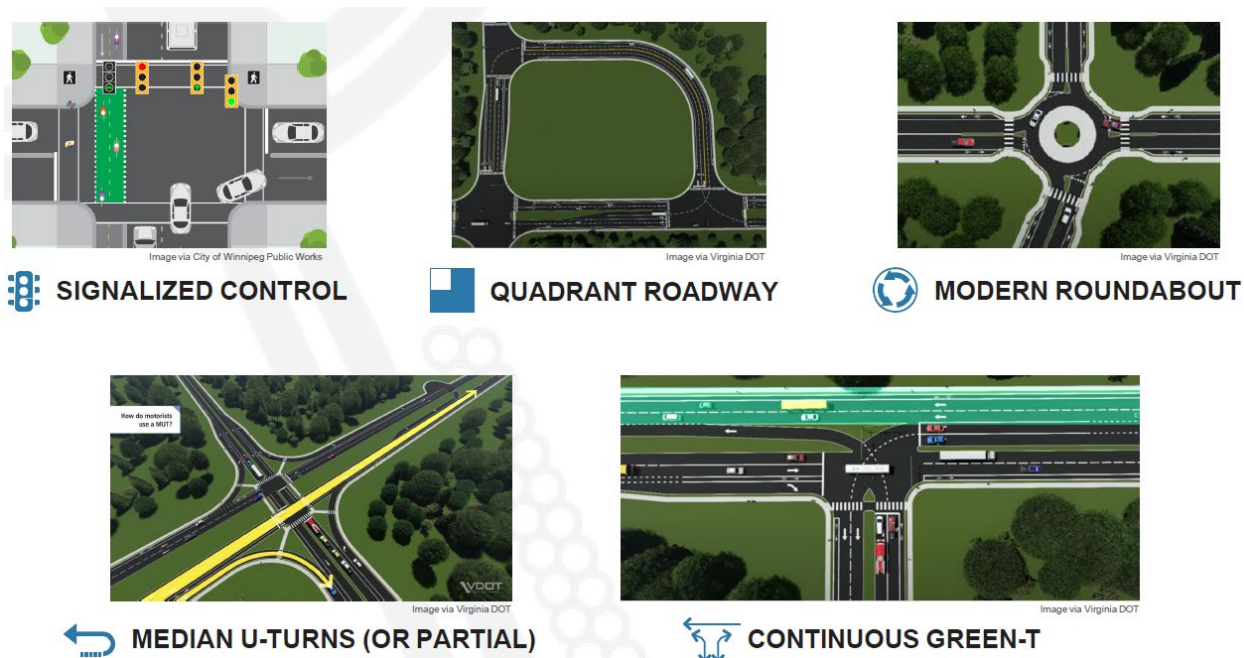 Image via City of Winnipeg Public Works
Image via Virginia DOT
Image via Virginia DOT
SIGNALIZED CONTROL
QUADRANT ROADWAY
MODERN ROUNDABOUT
How do motorists
use a MUT?
VDOT
Image via Virginia DOT
Image via Virginia DOT
MEDIAN U-TURNS (OR PARTIAL)
CONTINUOUS GREEN-T